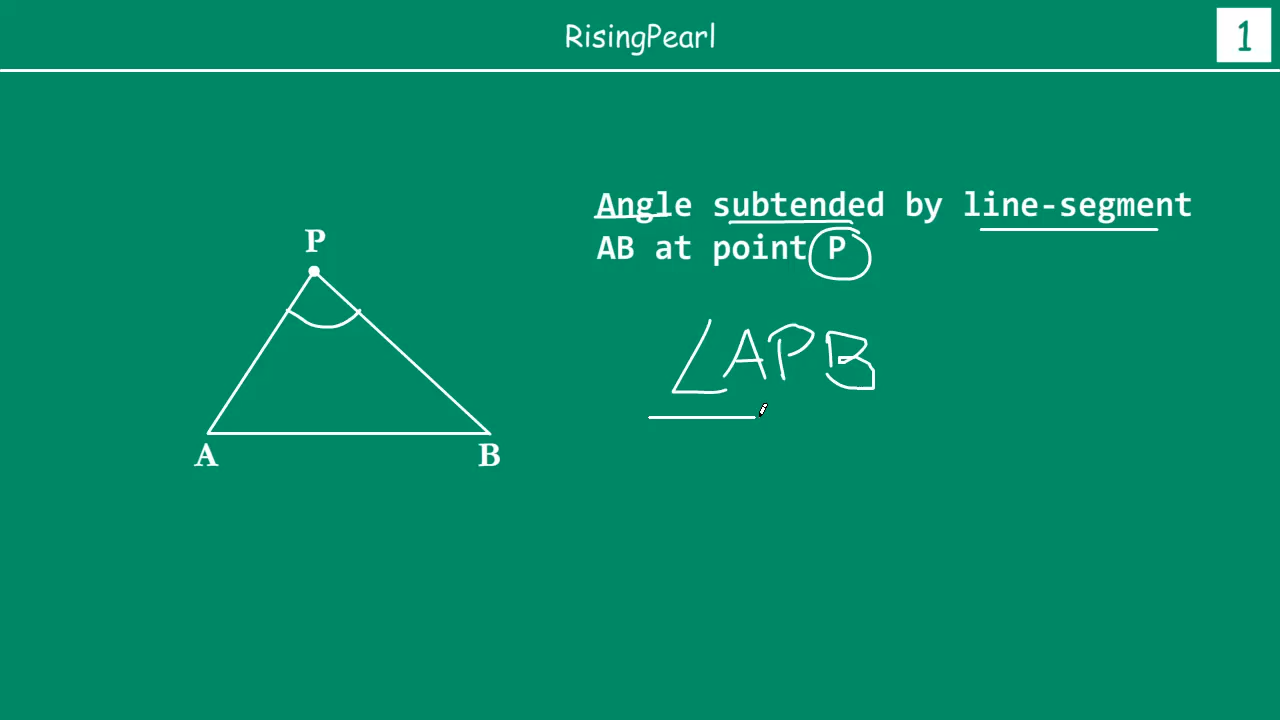 RisingPearl
1
Angle subtended by line-segment
AB at point P
P
∠APB
A
B